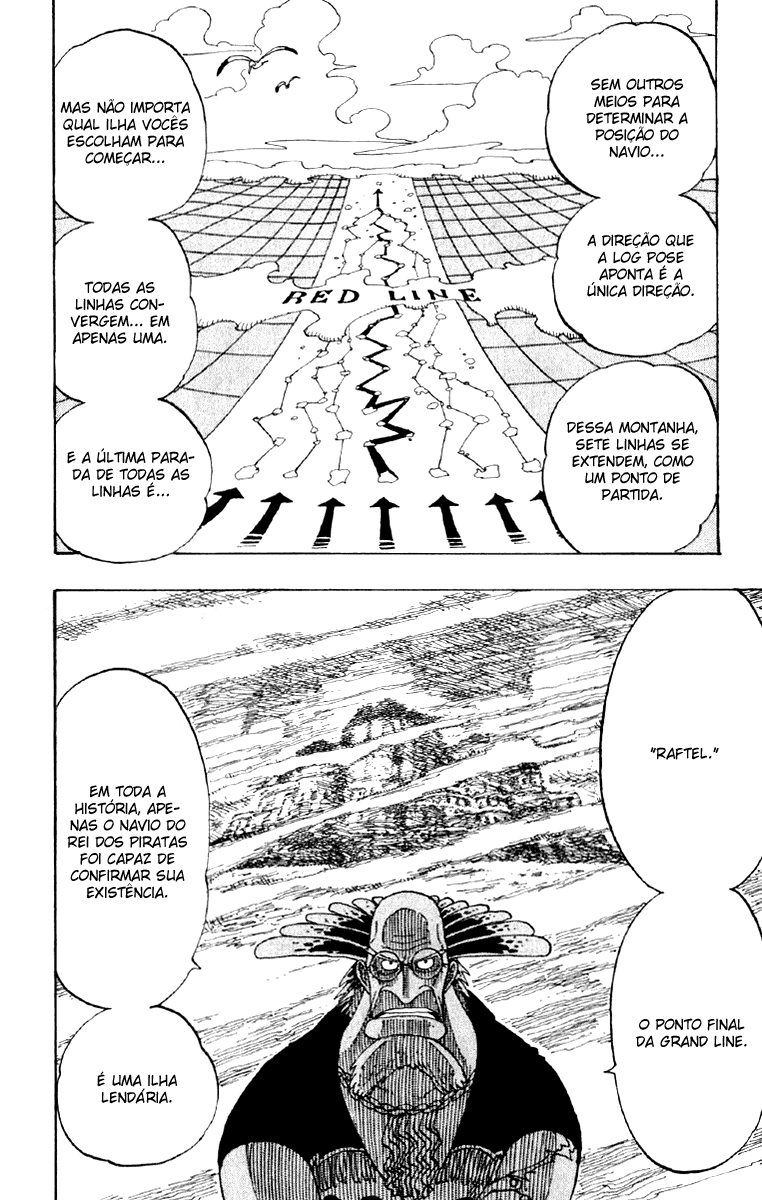 SEM OUTROS
MEIOS PARA
DETERMINAR A
POSIÇÃO DO
NAVIO...
A DIREÇÃO QUE
A LOG POSE
APONTA É A
ÚNICA DIREÇÃO.
DESSA MONTANHA,
SETE LINHAS SE
EXTENDEM, COMO
UM PONTO DE
PARTIDA.
RED LINE
MAS NÃO IMPORTA
QUAL ILHA VOCÊS
ESCOLHAM PARA
COMEÇAR...
TODAS AS
LINHAS CON-
VERGEM... EM
APENAS UMA.
E A ÚLTIMA PARA-
DA DE TODAS AS
LINHAS É...
"RAFTEL."
O PONTO FINAL
DA GRAND LINE.
EM TODA A
HISTÓRIA, APE-
NAS O NAVIO DO
REI DOS PIRATAS
FOI CAPAZ DE
CONFIRMAR SUA
EXISTÊNCIA.
É UMA ILHA
LENDÁRIA.